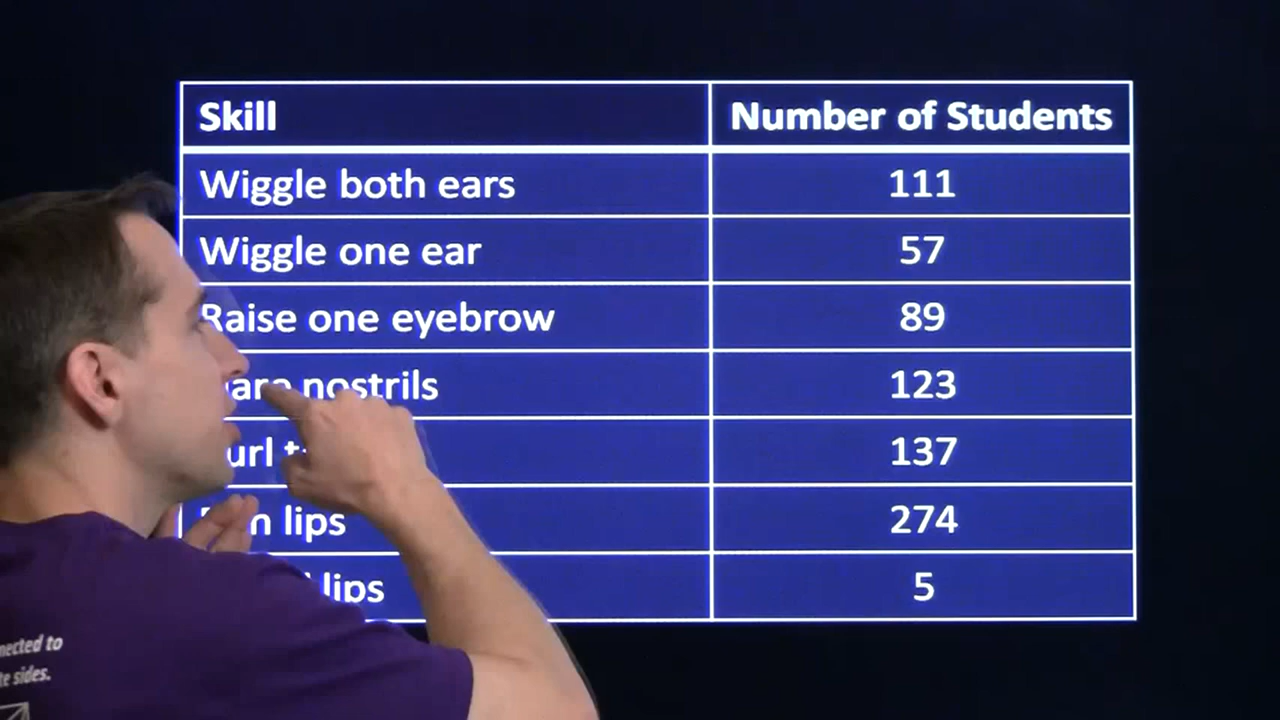 Skill Number of Students
Wiggle both ears 111
Wiggle one ear 57
Raise one eyebrow 89
nostrils 123
137
lips 274
lips 5
nected to
te sides.